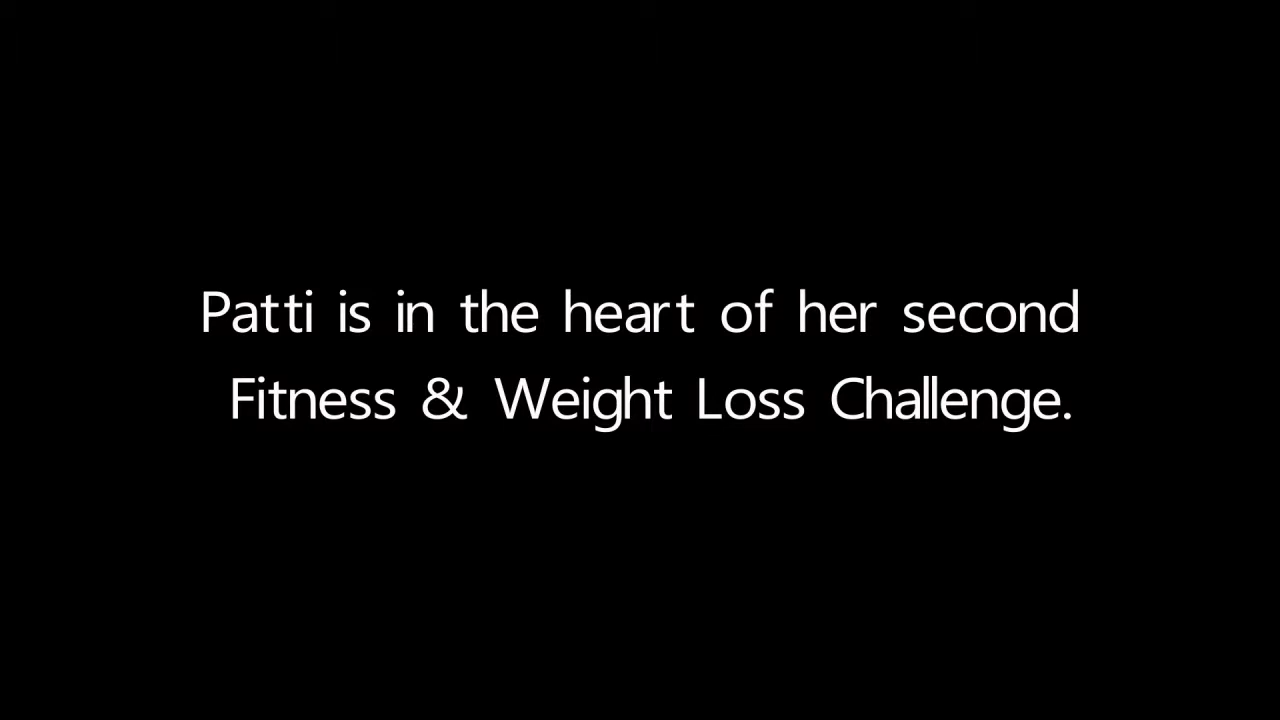 Patti is in the heart of her second
Fitness & Weight Loss Challenge.